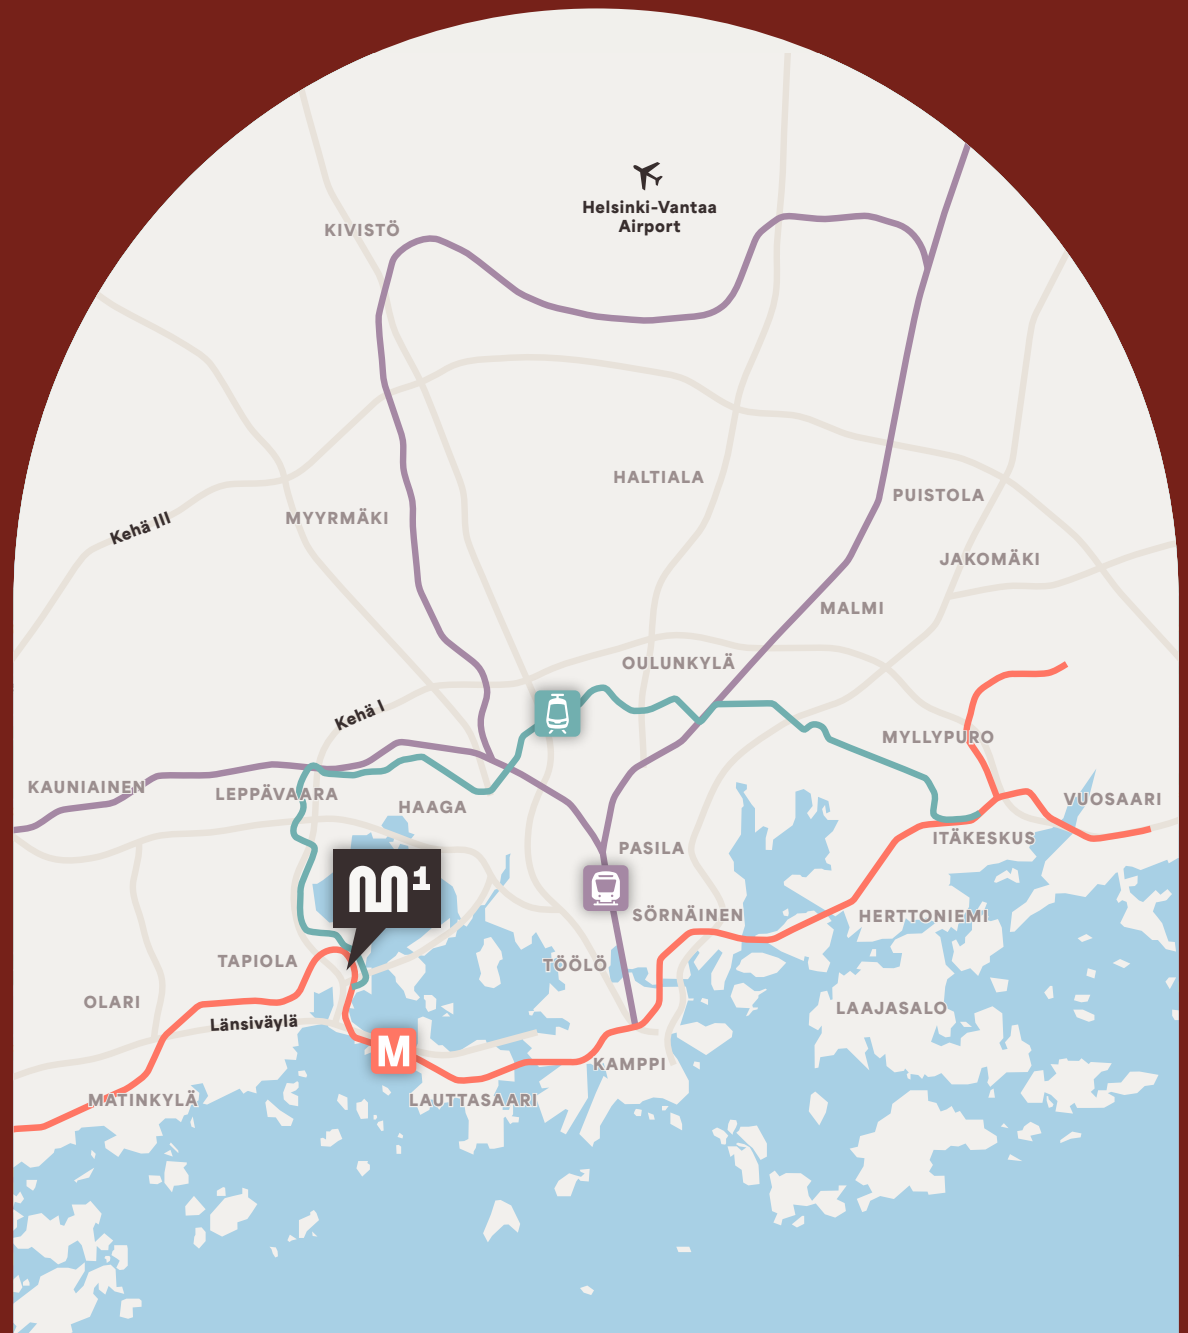 Helsinki-Vantaa
Airport
KIVISTÖ
HALTIALA
PUISTOLA
MYYRMÄKI
Kehä III
JAKOMÄKI
MALMI
OULUNKYLÄ
Kehä I
MYLLYPURO
KAUNIAINEN
LEPPÄVAARA
HAAGA
VUOSAARI
ITÄKESKUS
PASILA
M¹
SÖRNÄINEN
HERTTONIEMI
TAPIOLA
TÖÖLÖ
OLARI
LAAJASALO
Länsiväylä
M
KAMPPI
MATINKYLÄ
LAUTTASAARI